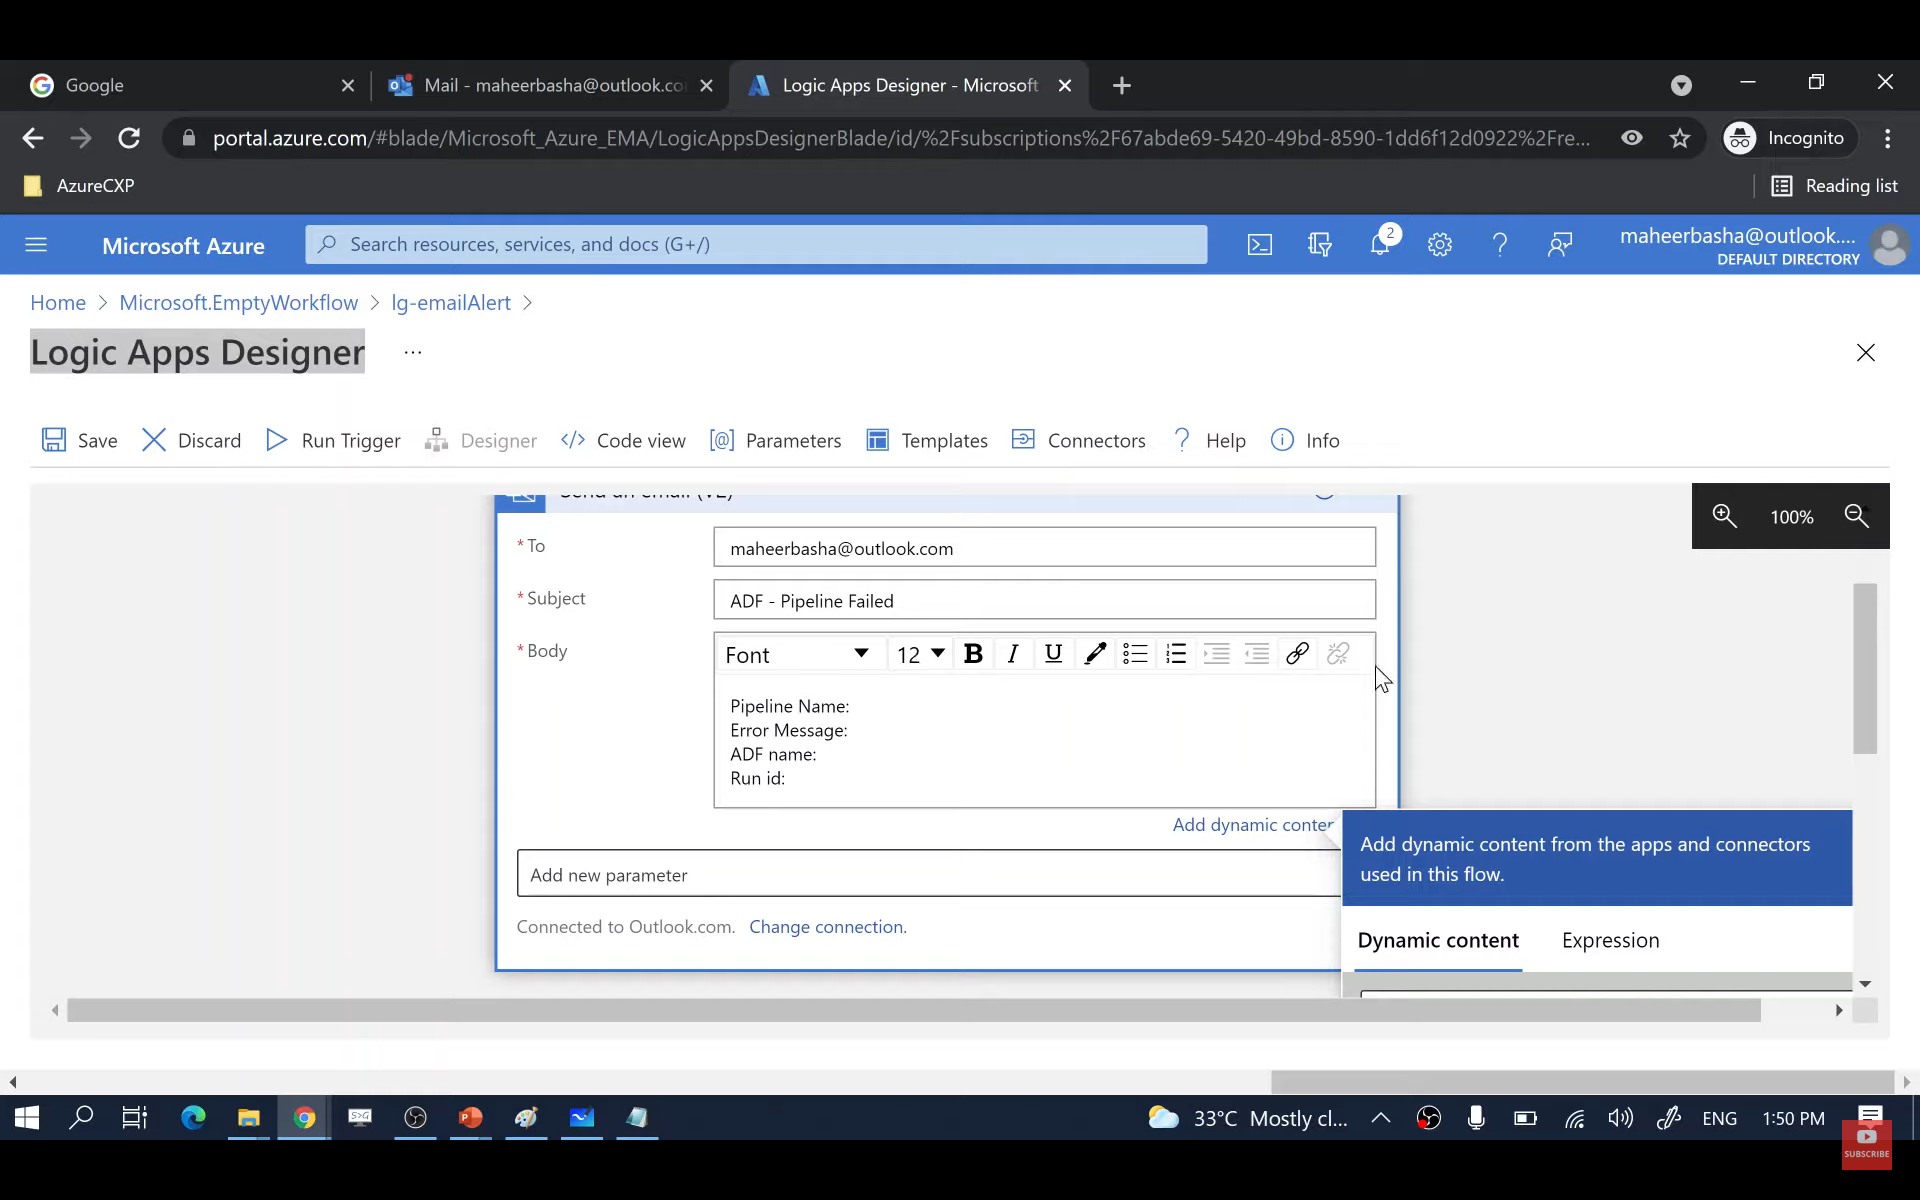 Google
Mail - maheerbasha@outlook.co
Logic Apps Designer - Microsoft
portal.azure.com/#blade/Microsoft_Azure_EMA/LogicAppsDesignerBlade/id/%2Fsubscriptions%2F67abde69-5420-49bd-8590-1dd6f12d0922%2Fre...
Incognito
AzureCXP
Reading list
Microsoft Azure
Search resources, services, and docs (G+/)
2
maheerbasha@outlook....
DEFAULT DIRECTORY
Home > Microsoft.EmptyWorkflow > lg-emailAlert >
Logic Apps Designer ...
Save
Discard
Run Trigger
Designer
Code view
Parameters
Templates
Connectors
Help
Info
Send an email (V2)
100%
* To
maheerbasha@outlook.com
* Subject
ADF - Pipeline Failed
* Body
Font
12
B I U
Pipeline Name:
Error Message:
ADF name:
Run id:
Add dynamic conten
Add new parameter
Connected to Outlook.com. Change connection.
Add dynamic content from the apps and connectors
used in this flow.
Dynamic content
Expression
33°C Mostly cl...
ENG
1:50 PM
SUBSCRIBE